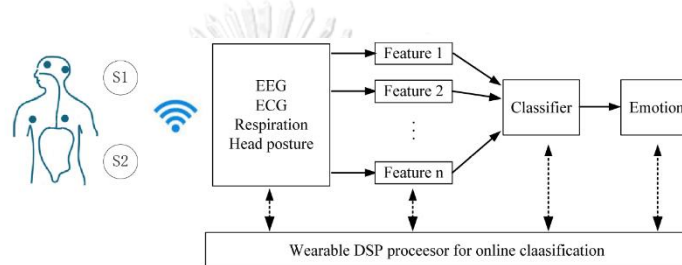 S1
S2
EEG
ECG
Respiration
Head posture
Feature 1
Feature 2
⋮
Feature n
Classifier
Emotion
Wearable DSP proceesor for online claasification